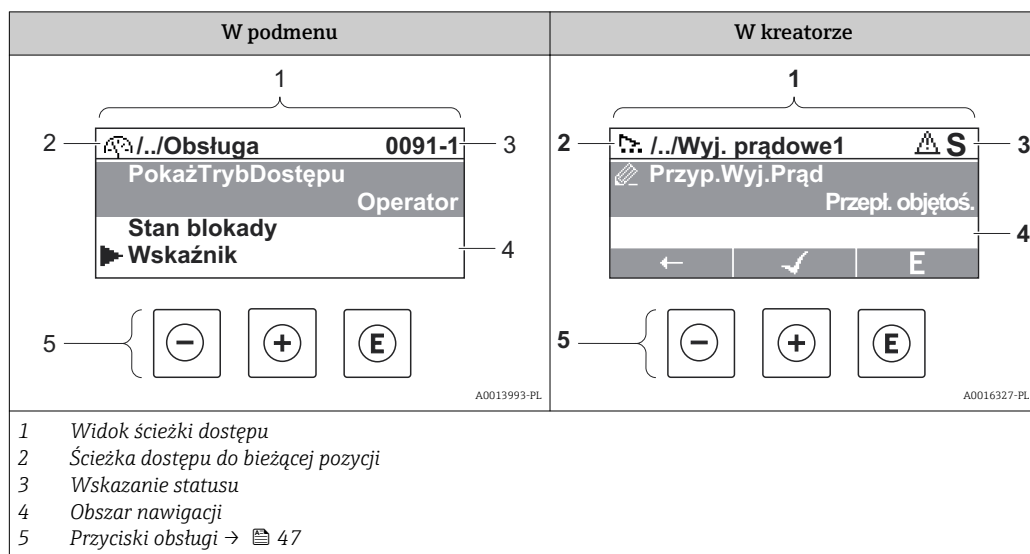 W podmenu
W kreatorze
1
2
/../Obsługa 0091-1
3
PokażTrybDostępu
Operator
Stan blokady
Wskaźnik
4
5
- + E
A0013993-PL
1
2
/../Wyj. prądowe1 S
3
Przyp.Wyj.Prąd
Przepł. objętoś.
4
← ✓ E
5
- + E
A0016327-PL
1 Widok ścieżki dostępu
2 Ścieżka dostępu do bieżącej pozycji
3 Wskazanie statusu
4 Obszar nawigacji
5 Przyciski obsługi → 47